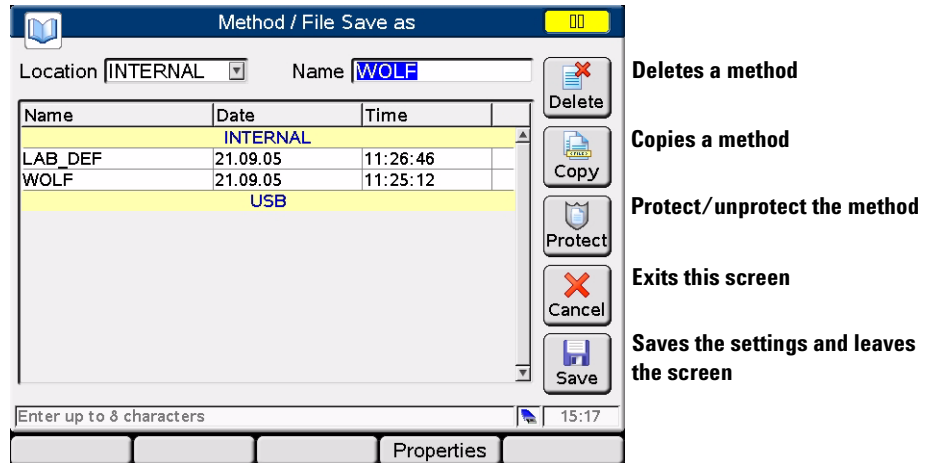 Method / File Save as
Location INTERNAL Name WOLF
Delete
Deletes a method
Name Date Time
INTERNAL
LAB_DEF 21.09.05 11:26:46
WOLF 21.09.05 11:25:12
USB
Copy
Copies a method
Protect
Protect/unprotect the method
Cancel
Exits this screen
Save
Saves the settings and leaves
the screen
Enter up to 8 characters 15:17
Properties